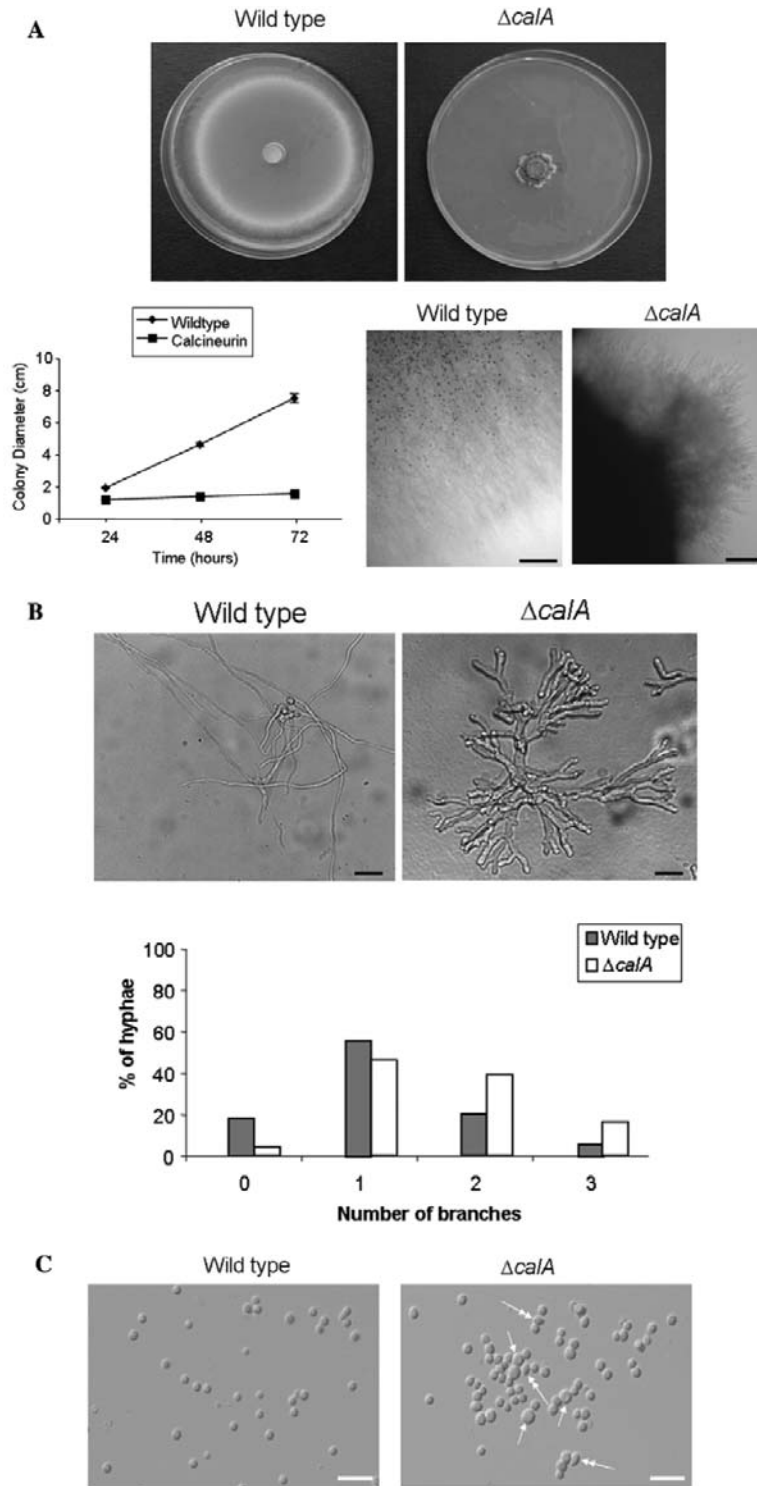 A
Wild type
ΔcalA
Wildtype
Calcineurin
Colony Diameter (cm)
10
8
6
4
2
0
24
48
72
Time (hours)
Wild type
ΔcalA
B
Wild type
ΔcalA
Wild type
ΔcalA
% of hyphae
100
80
60
40
20
0
0
1
2
3
Number of branches
C
Wild type
ΔcalA